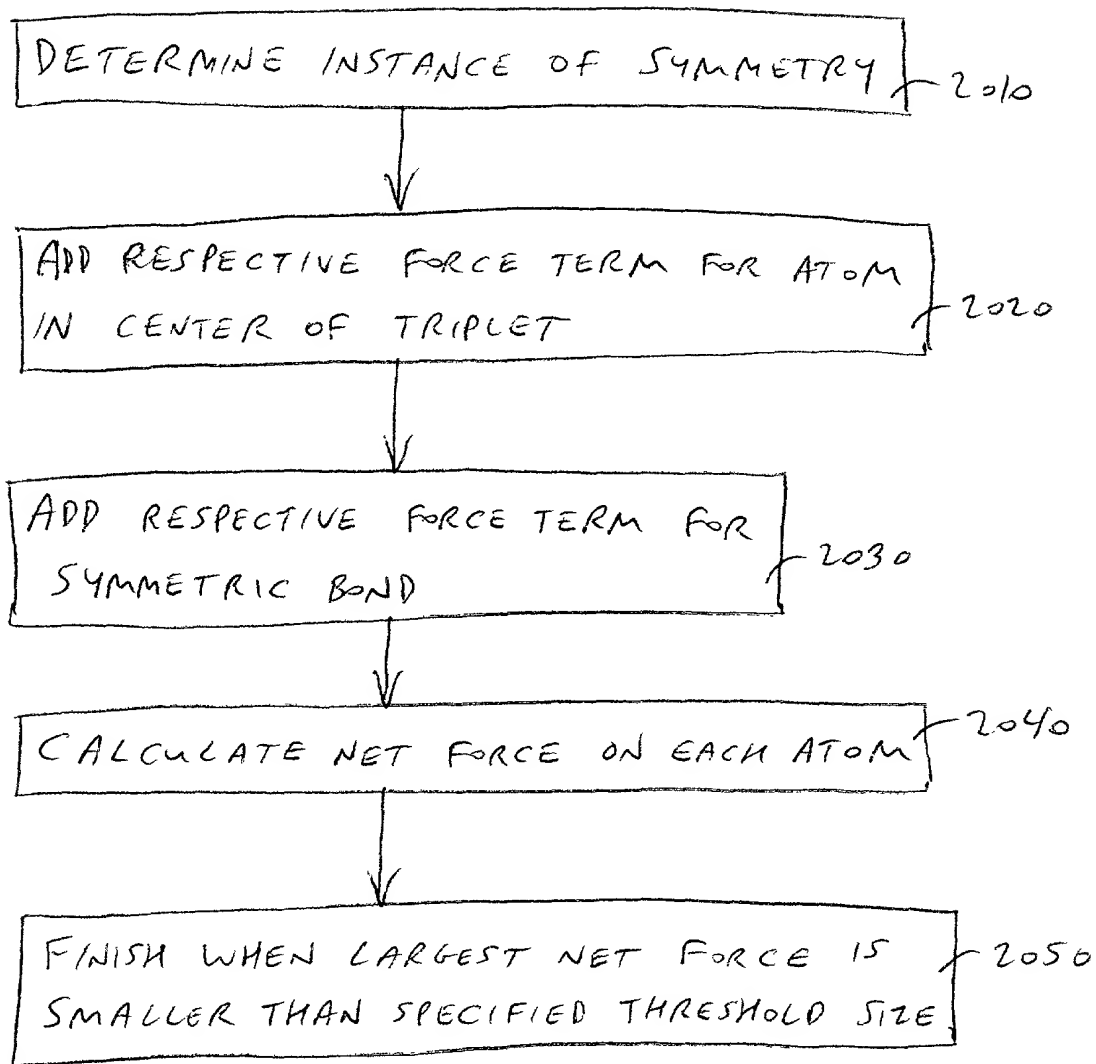 DETERMINE INSTANCE OF SYMMETRY
2010
ADD RESPECTIVE FORCE TERM FOR ATOM
IN CENTER OF TRIPLET
2020
ADD RESPECTIVE FORCE TERM FOR
SYMMETRIC BOND
2030
CALCULATE NET FORCE ON EACH ATOM
2040
FINISH WHEN LARGEST NET FORCE IS
SMALLER THAN SPECIFIED THRESHOLD SIZE
2050